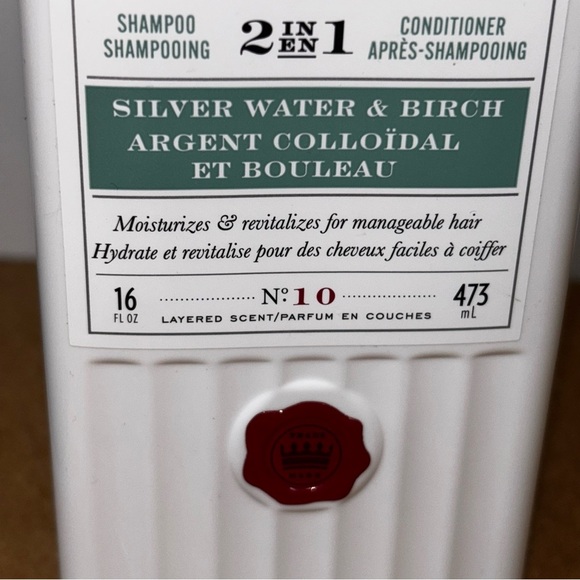 SHAMPOO
SHAMPOOING
2 IN EN 1
CONDITIONER
APRÈS-SHAMPOOING
SILVER WATER & BIRCH
ARGENT COLLOÏDAL
ET BOULEAU
Moisturizes & revitalizes for manageable hair
Hydrate et revitalise pour des cheveux faciles à coiffer
16
FL OZ
Nº 10
LAYERED SCENT/PARFUM EN COUCHES
473
mL